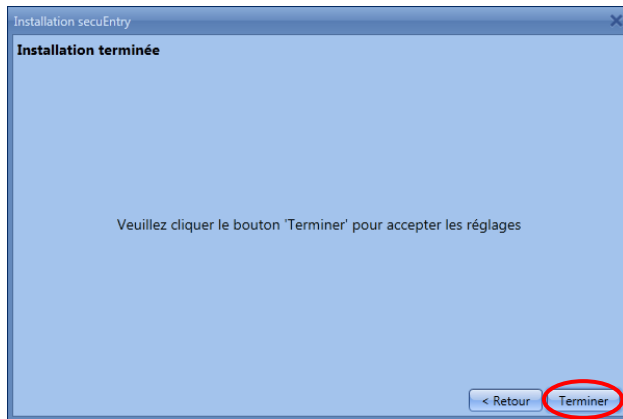 Installation secuEntry
Installation terminée
Veuillez cliquer le bouton 'Terminer' pour accepter les réglages
< Retour Terminer